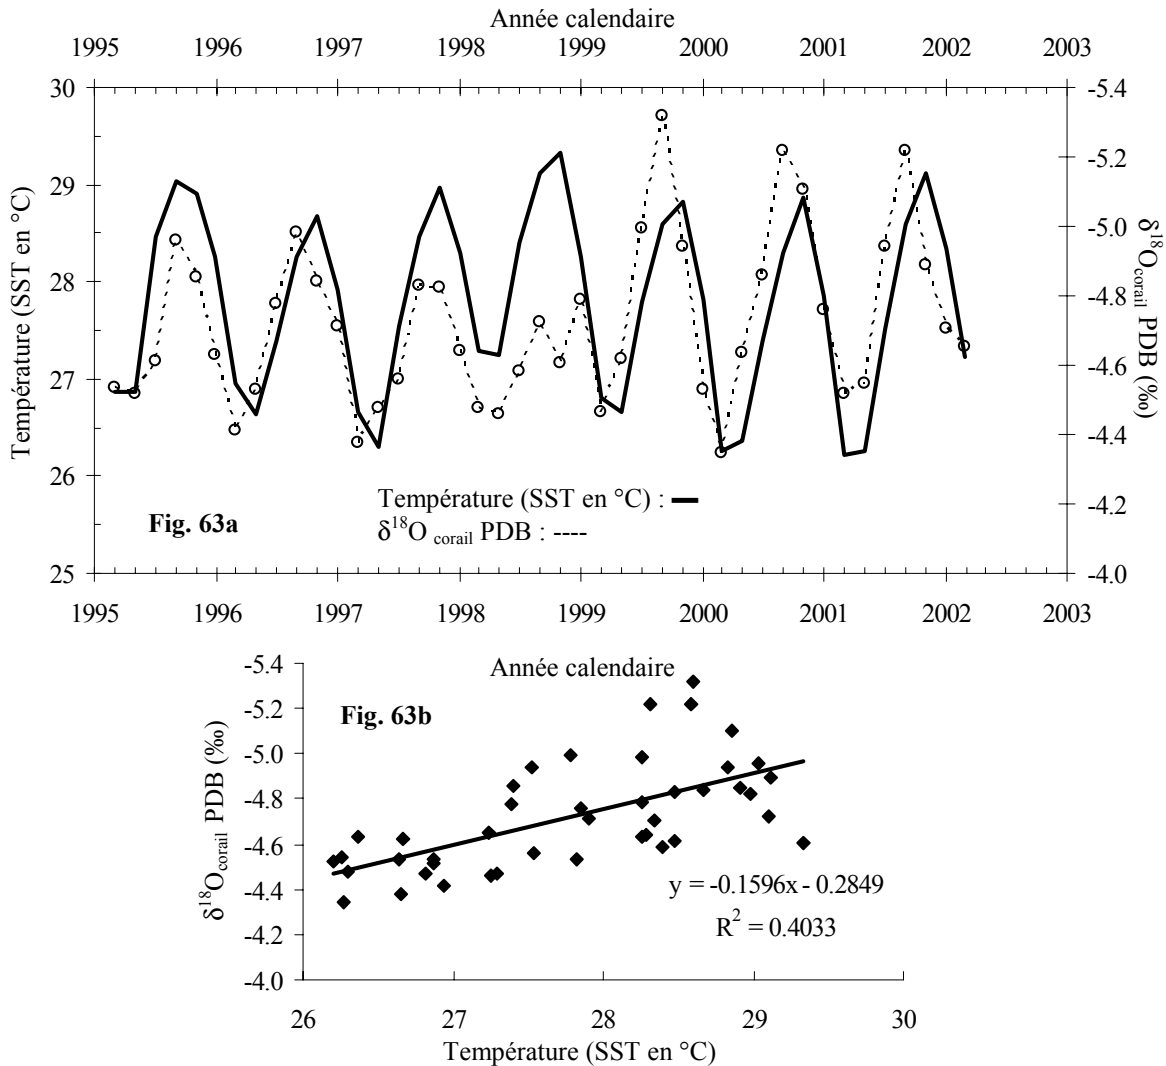 Année calendaire
1995 1996 1997 1998 1999 2000 2001 2002 2003
30 -5.4
-5.2
29
-5.0
28
-4.8
-4.6
27
-4.4
26
-4.2
25 -4.0
Température (SST en °C)
δ18Ocorail PDB (‰)
Température (SST en °C) :
δ18O corail PDB : ----
Fig. 63a
1995 1996 1997 1998 1999 2000 2001 2002 2003
Année calendaire
-5.4
-5.2
-5.0
-4.8
-4.6
-4.4
-4.2
-4.0
δ18Ocorail PDB (‰)
Fig. 63b
y = -0.1596x - 0.2849
R2 = 0.4033
26 27 28 29 30
Température (SST en °C)